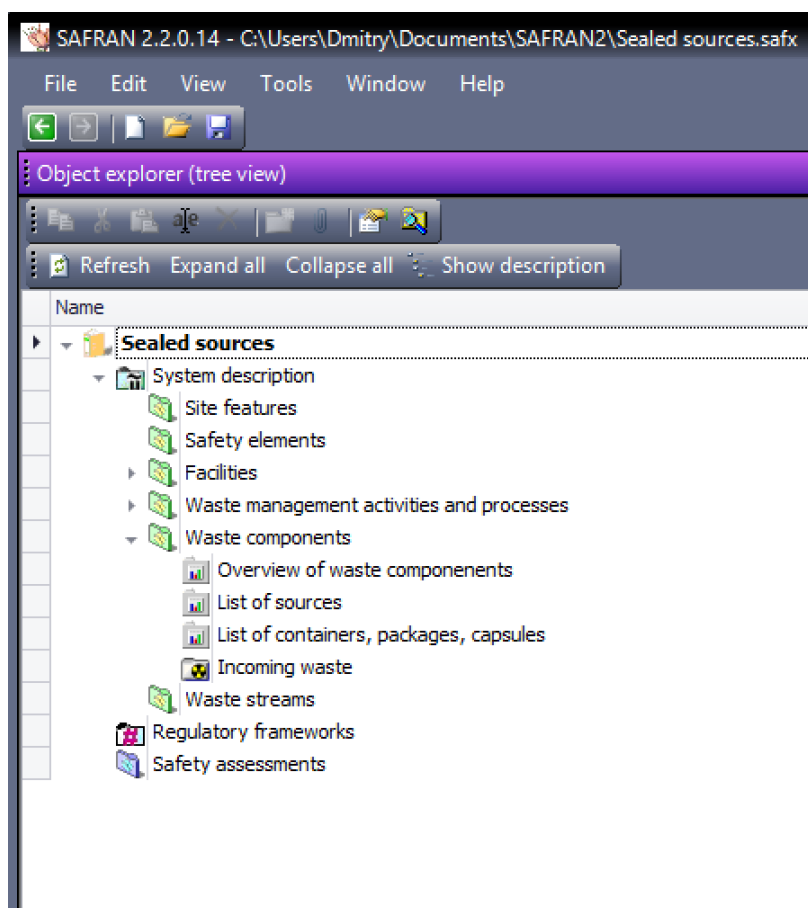 SAFRAN 2.2.0.14 - C:\Users\Dmitry\Documents\SAFRAN2\Sealed sources.safx
File Edit View Tools Window Help
Object explorer (tree view)
Refresh Expand all Collapse all Show description
Name
Sealed sources
System description
Site features
Safety elements
Facilities
Waste management activities and processes
Waste components
Overview of waste componenents
List of sources
List of containers, packages, capsules
Incoming waste
Waste streams
Regulatory frameworks
Safety assessments